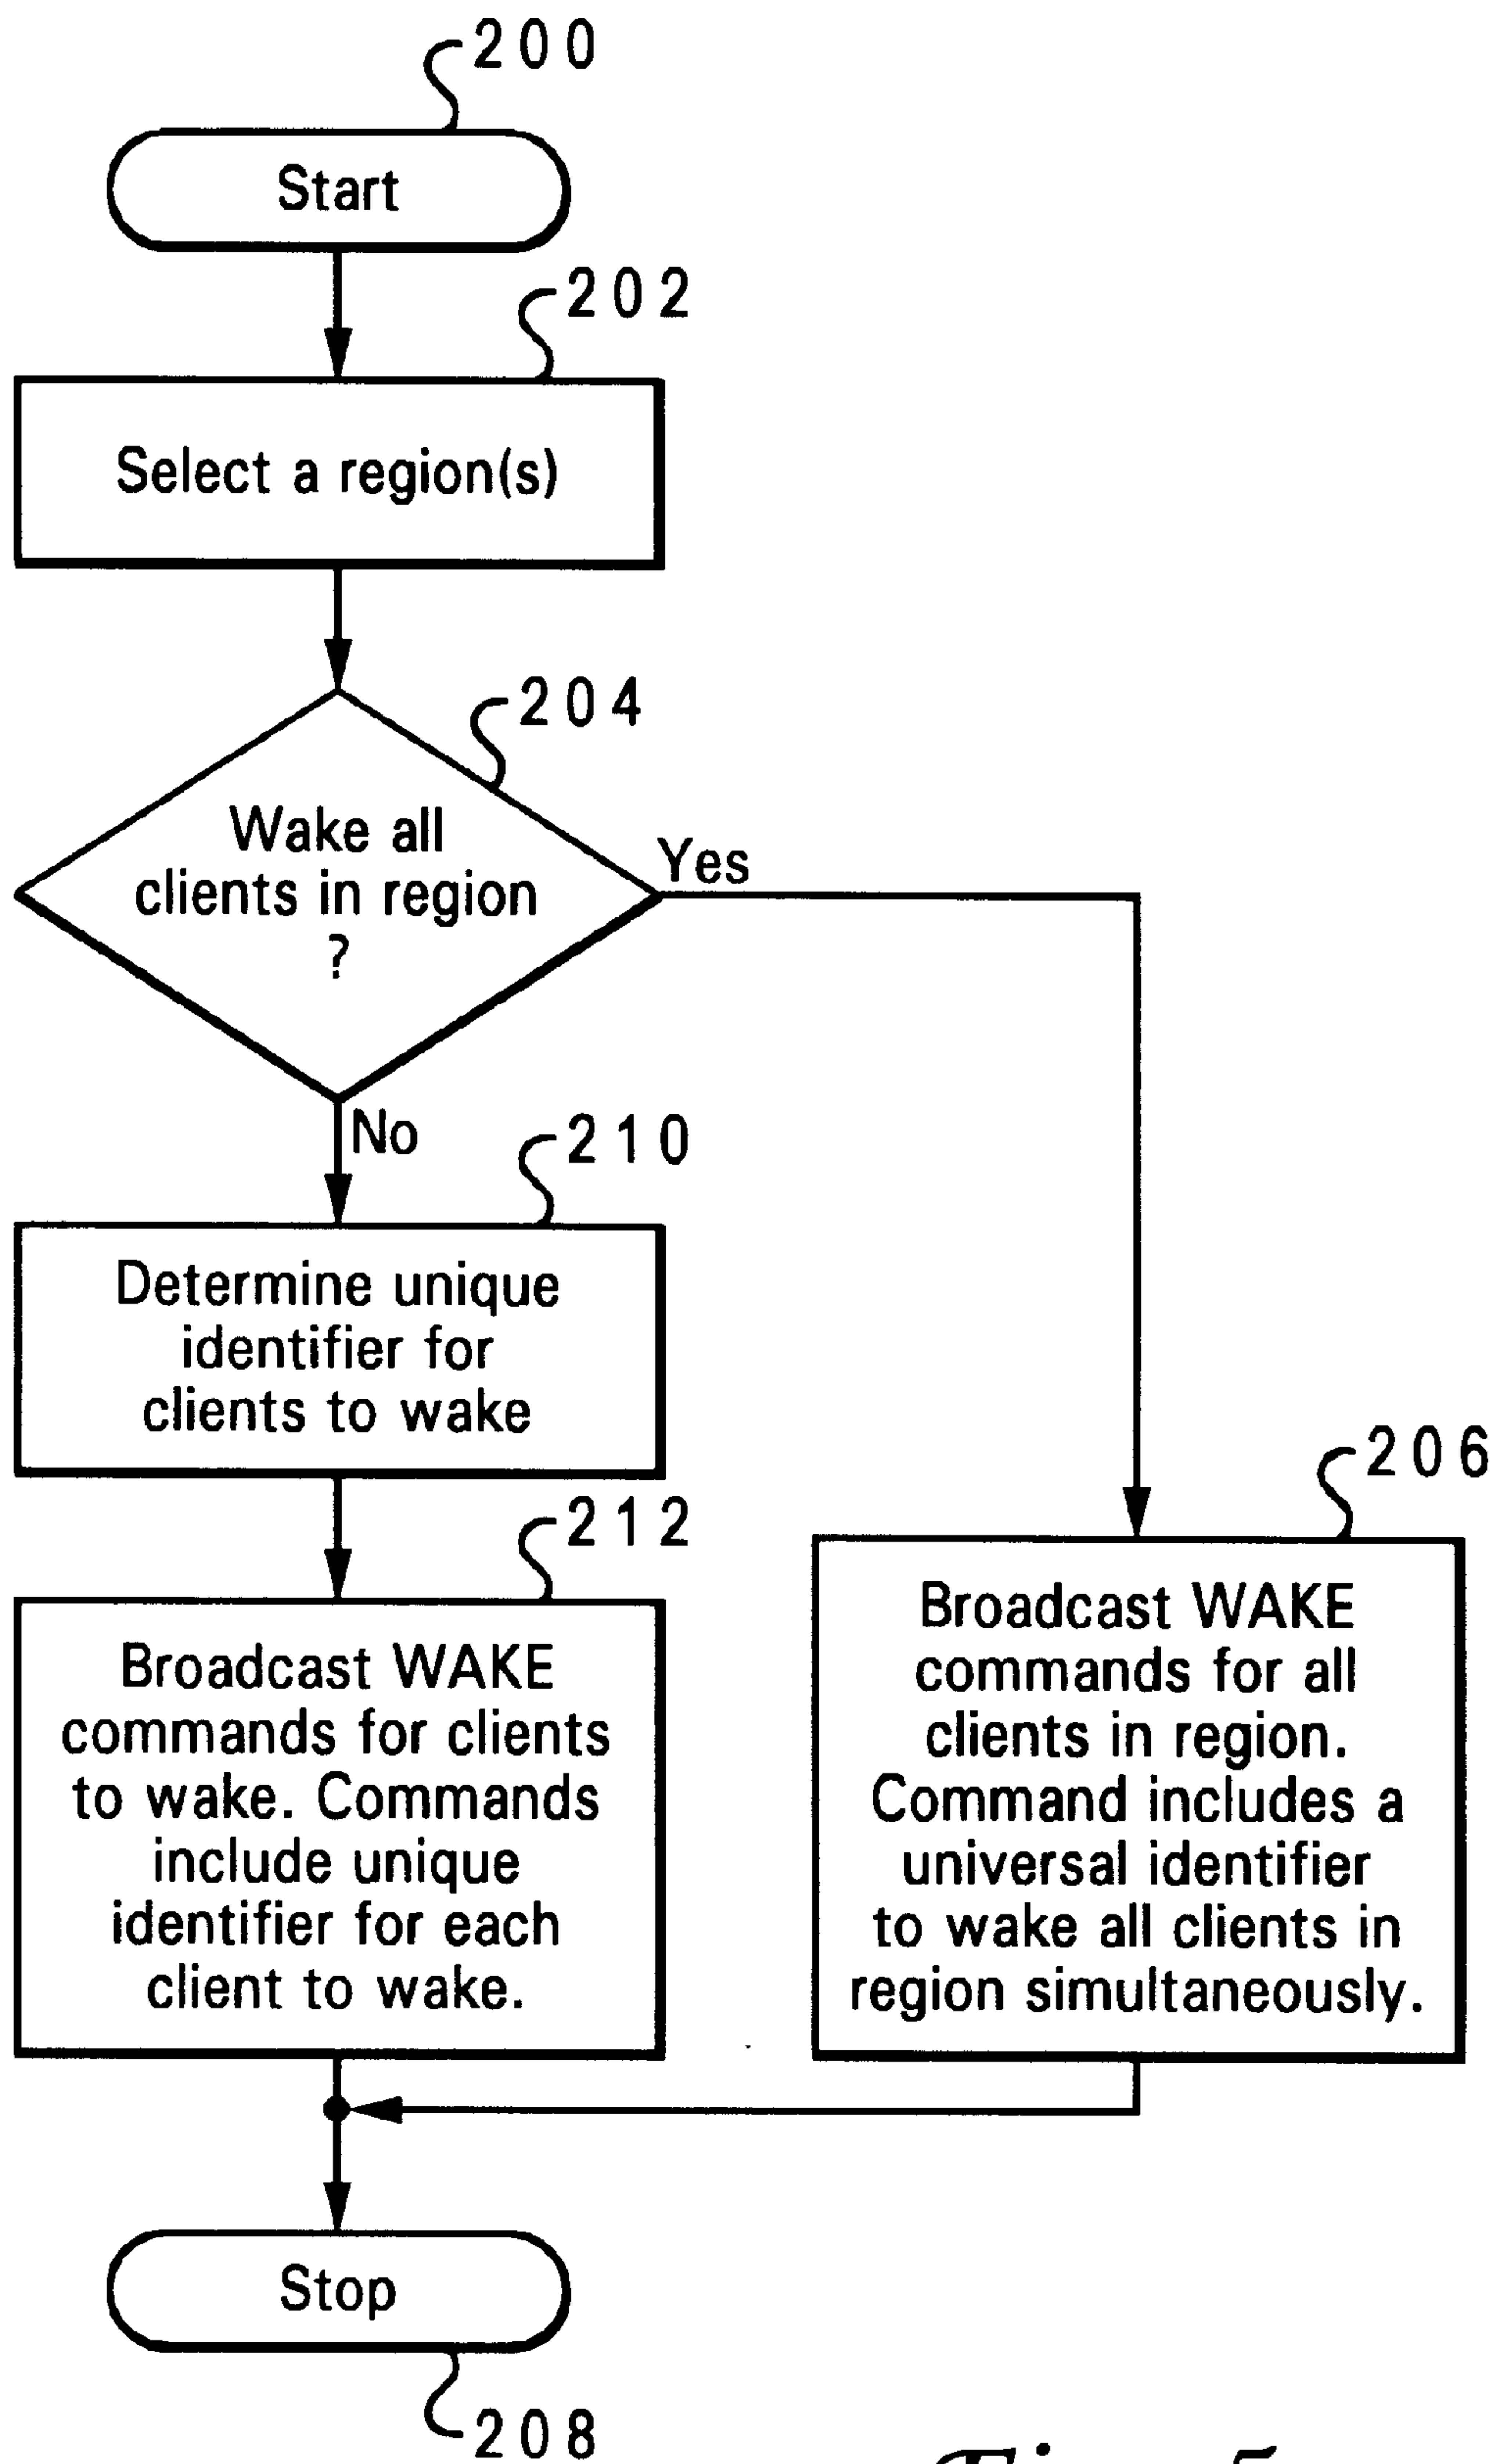 200
Start
202
Select a region(s)
204
Wake all
clients in region
?
Yes
No
210
Determine unique
identifier for
clients to wake
212
Broadcast WAKE
commands for clients
to wake. Commands
include unique
identifier for each
client to wake.
206
Broadcast WAKE
commands for all
clients in region.
Command includes a
universal identifier
to wake all clients in
region simultaneously.
Stop
208